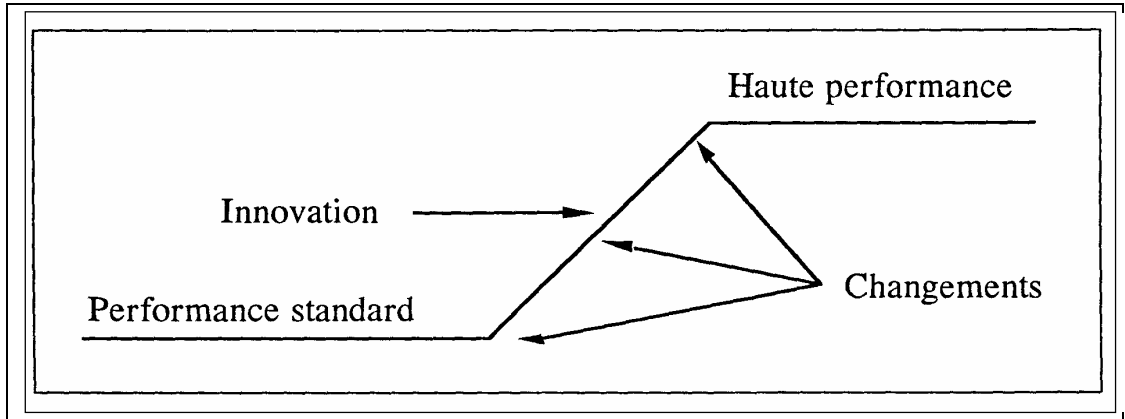 Haute performance
Innovation
Changements
Performance standard